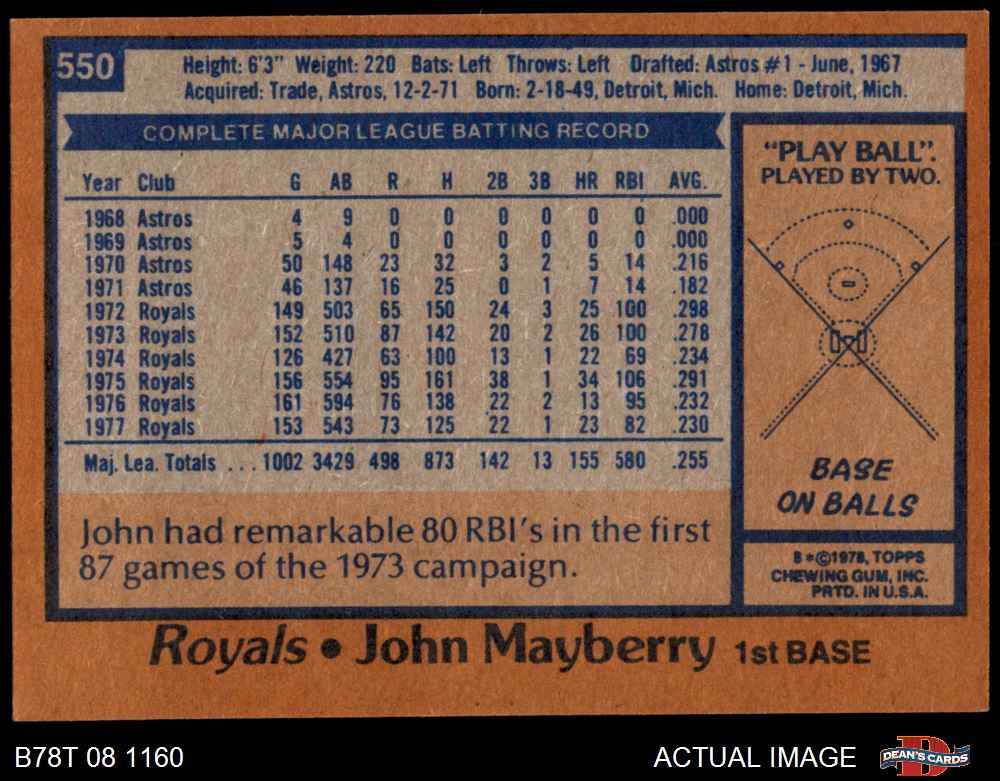 550
Height: 6'3" Weight: 220 Bats: Left Throws: Left Drafted: Astros #1 - June, 1967
Acquired: Trade, Astros, 12-2-71 Born: 2-18-49, Detroit, Mich. Home: Detroit, Mich.
COMPLETE MAJOR LEAGUE BATTING RECORD
Year Club G AB R H 2B 3B HR RBI AVG.
1968 Astros 4 9 0 0 0 0 0 0 .000
1969 Astros 5 4 0 0 0 0 0 0 .000
1970 Astros 50 148 23 32 3 2 5 14 .216
1971 Astros 46 137 16 25 0 1 7 14 .182
1972 Royals 149 503 65 150 24 3 25 100 .298
1973 Royals 152 510 87 142 20 2 26 100 .278
1974 Royals 126 427 63 100 13 1 22 69 .234
1975 Royals 156 554 95 161 38 1 34 106 .291
1976 Royals 161 594 76 138 22 2 13 95 .232
1977 Royals 153 543 73 125 22 1 23 82 .230
Maj. Lea. Totals ... 1002 3429 498 873 142 13 155 580 .255
John had remarkable 80 RBI's in the first
87 games of the 1973 campaign.
"PLAY BALL".
PLAYED BY TWO.
BASE
ON BALLS
B*©1978, TOPPS
CHEWING GUM, INC.
PRTD. IN U.S.A.
Royals • John Mayberry 1st BASE
B78T 08 1160
ACTUAL IMAGE
DEAN'S CARDS